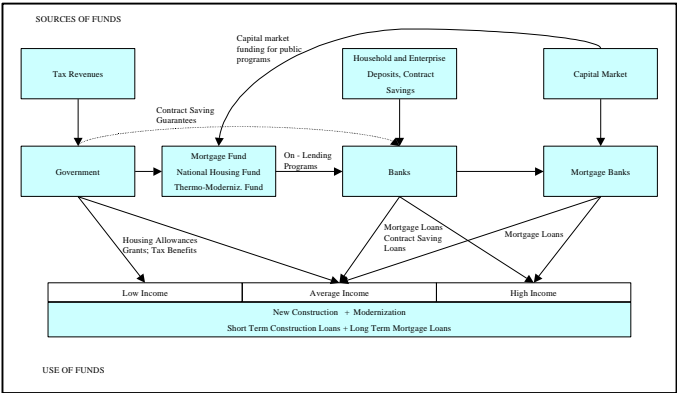 SOURCES OF FUNDS
Capital market
funding for public
programs
Tax Revenues
Household and Enterprise
Deposits, Contract
Savings
Capital Market
Contract Saving
Guarantees
Government
Mortgage Fund
National Housing Fund
Thermo-Moderniz. Fund
On - Lending
Programs
Banks
Mortgage Banks
Housing Allowances
Grants; Tax Benefits
Mortgage Loans
Contract Saving
Loans
Mortgage Loans
Low Income
Average Income
High Income
New Construction + Modernization
Short Term Construction Loans + Long Term Mortgage Loans
USE OF FUNDS